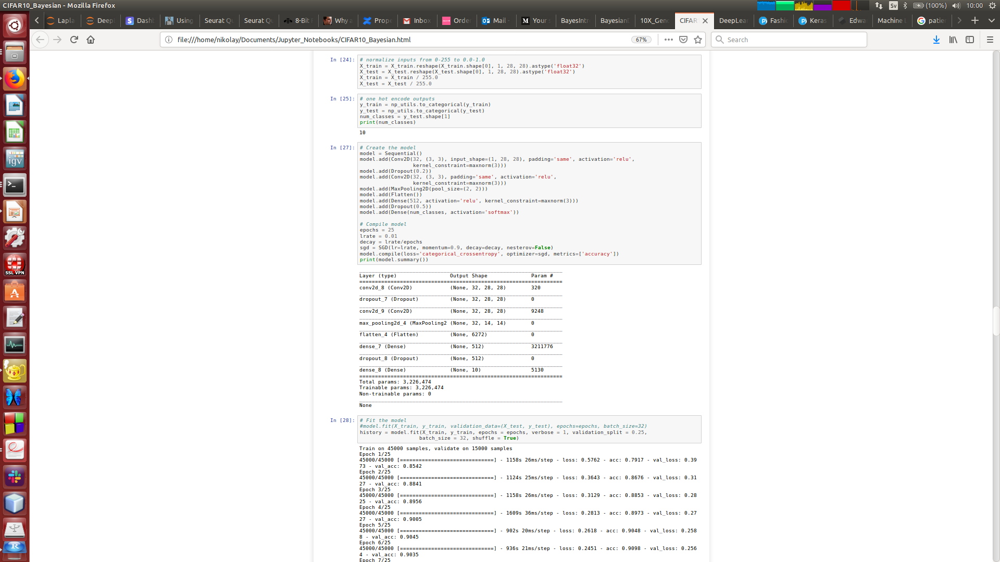 CIFAR10_Bayesian - Mozilla Firefox
Sv (100%) 10:00
Lapla Deep Dash Using Seurat Qu Seurat Qu 8-Bit Why a Prop Inbox Orde Mail - Your BayesInt Bayesian 10X_Gen CIFAR DeepLea Fashi Keras Edwa Machine L patie
file:///home/nikolay/Documents/Jupyter_Notebooks/CIFAR10_Bayesian.html 67% Search
In [24]: # normalize inputs from 0-255 to 0.0-1.0
X_train = X_train.reshape(X_train.shape[0], 1, 28, 28).astype('float32')
X_test = X_test.reshape(X_test.shape[0], 1, 28, 28).astype('float32')
X_train = X_train / 255.0
X_test = X_test / 255.0
In [25]: # one hot encode outputs
y_train = np_utils.to_categorical(y_train)
y_test = np_utils.to_categorical(y_test)
num_classes = y_test.shape[1]
print(num_classes)
10
In [27]: # Create the model
model = Sequential()
model.add(Conv2D(32, (3, 3), input_shape=(1, 28, 28), padding='same', activation='relu',
kernel_constraint=maxnorm(3)))
model.add(Dropout(0.2))
model.add(Conv2D(32, (3, 3), padding='same', activation='relu',
kernel_constraint=maxnorm(3)))
model.add(MaxPooling2D(pool_size=(2, 2)))
model.add(Flatten())
model.add(Dense(512, activation='relu', kernel_constraint=maxnorm(3)))
model.add(Dropout(0.5))
model.add(Dense(num_classes, activation='softmax'))
# Compile model
epochs = 25
lrate = 0.01
decay = lrate/epochs
sgd = SGD(lr=lrate, momentum=0.9, decay=decay, nesterov=False)
model.compile(loss='categorical_crossentropy', optimizer=sgd, metrics=['accuracy'])
print(model.summary())
Layer (type) Output Shape Param #
=================================================================
conv2d_8 (Conv2D) (None, 32, 28, 28) 320
dropout_7 (Dropout) (None, 32, 28, 28) 0
conv2d_9 (Conv2D) (None, 32, 28, 28) 9248
max_pooling2d_4 (MaxPooling2 (None, 32, 14, 14) 0
flatten_4 (Flatten) (None, 6272) 0
dense_7 (Dense) (None, 512) 3211776
dropout_8 (Dropout) (None, 512) 0
dense_8 (Dense) (None, 10) 5130
=================================================================
Total params: 3,226,474
Trainable params: 3,226,474
Non-trainable params: 0
None
In [28]: # Fit the model
#model.fit(X_train, y_train, validation_data=(X_test, y_test), epochs=epochs, batch_size=32)
history = model.fit(X_train, y_train, epochs = epochs, verbose = 1, validation_split = 0.25,
batch_size = 32, shuffle = True)
Train on 45000 samples, validate on 15000 samples
Epoch 1/25
45000/45000 [==============================] - 1158s 26ms/step - loss: 0.5762 - acc: 0.7917 - val_loss: 0.39
73 - val_acc: 0.8542
Epoch 2/25
45000/45000 [==============================] - 1124s 25ms/step - loss: 0.3643 - acc: 0.8676 - val_loss: 0.31
27 - val_acc: 0.8841
Epoch 3/25
45000/45000 [==============================] - 1158s 26ms/step - loss: 0.3129 - acc: 0.8853 - val_loss: 0.28
25 - val_acc: 0.8956
Epoch 4/25
45000/45000 [==============================] - 1609s 36ms/step - loss: 0.2813 - acc: 0.8973 - val_loss: 0.27
27 - val_acc: 0.9005
Epoch 5/25
45000/45000 [==============================] - 902s 20ms/step - loss: 0.2618 - acc: 0.9048 - val_loss: 0.258
8 - val_acc: 0.9045
Epoch 6/25
45000/45000 [==============================] - 936s 21ms/step - loss: 0.2451 - acc: 0.9098 - val_loss: 0.256
4 - val_acc: 0.9035
Epoch 7/25
igv
SSL VPN